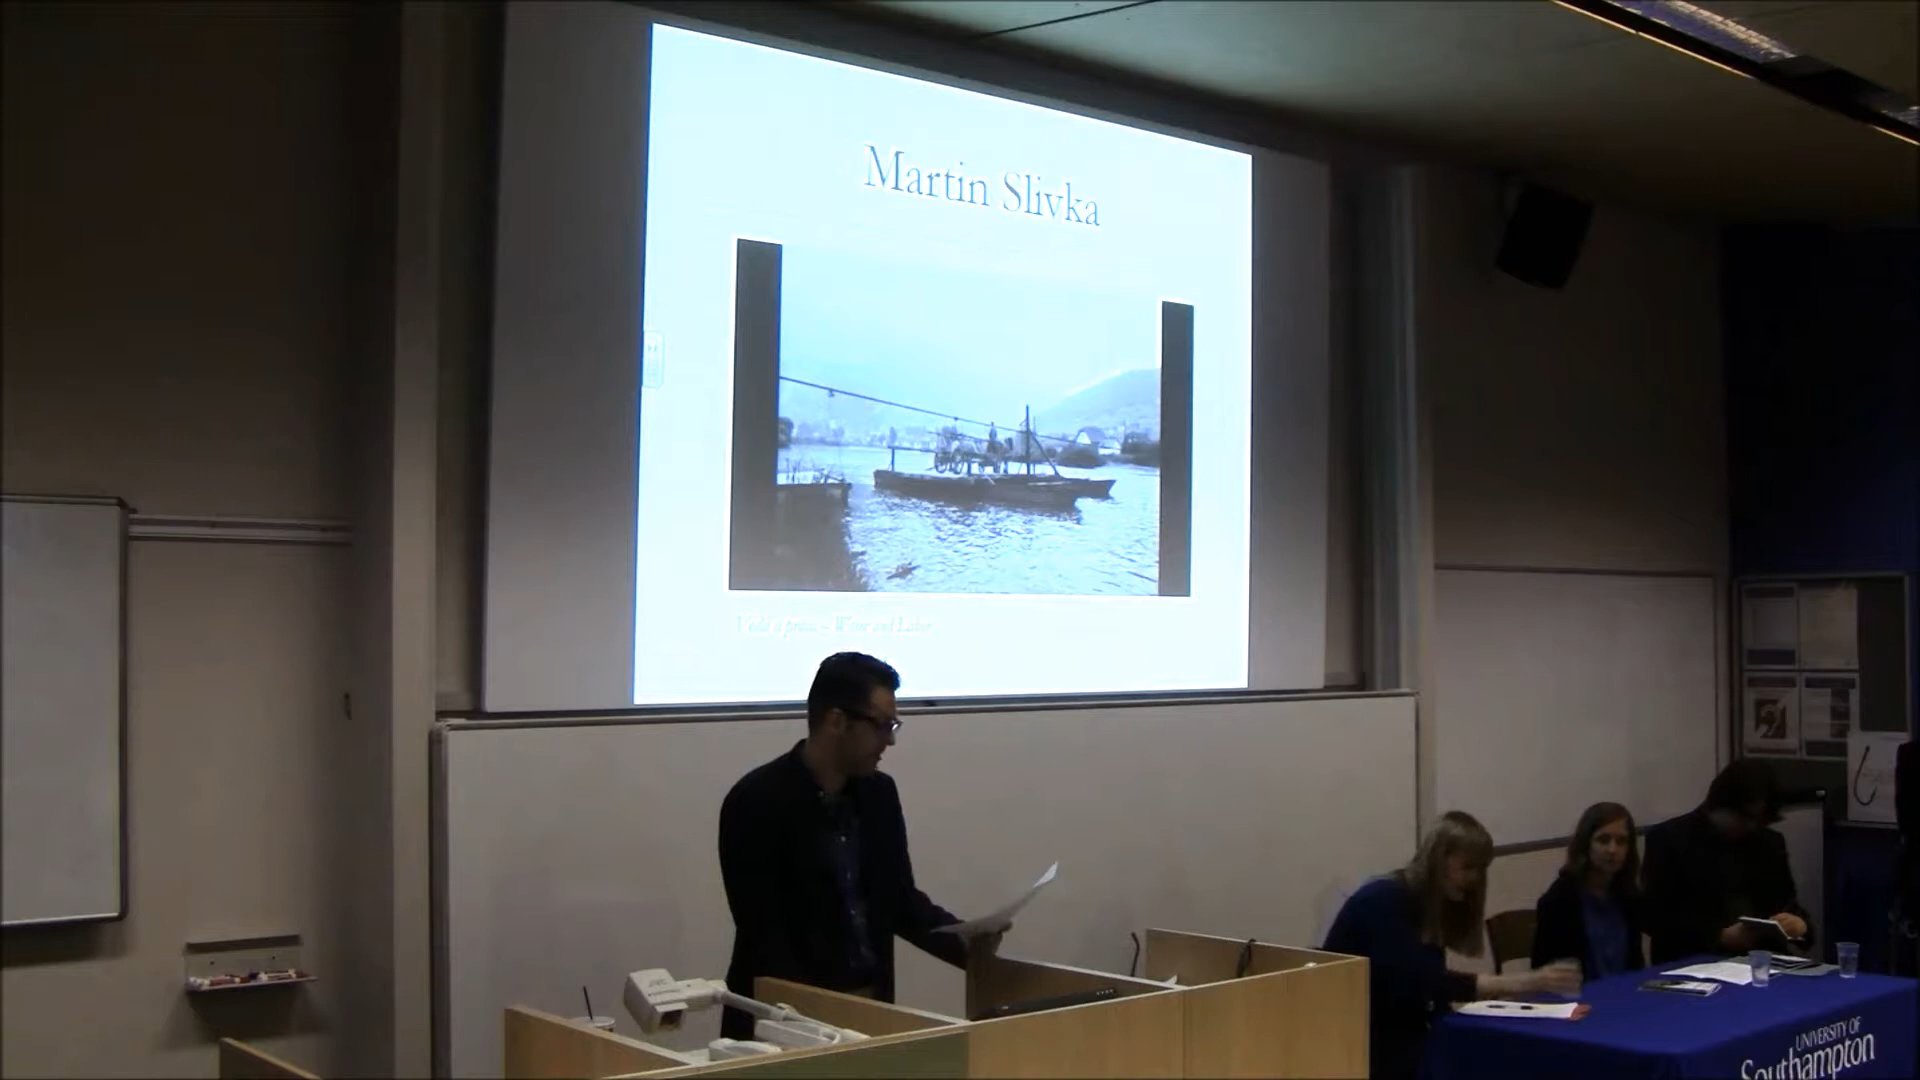 Martin Slivka
Voda a práca – Water and Labor
UNIVERSITY OF
Southampton